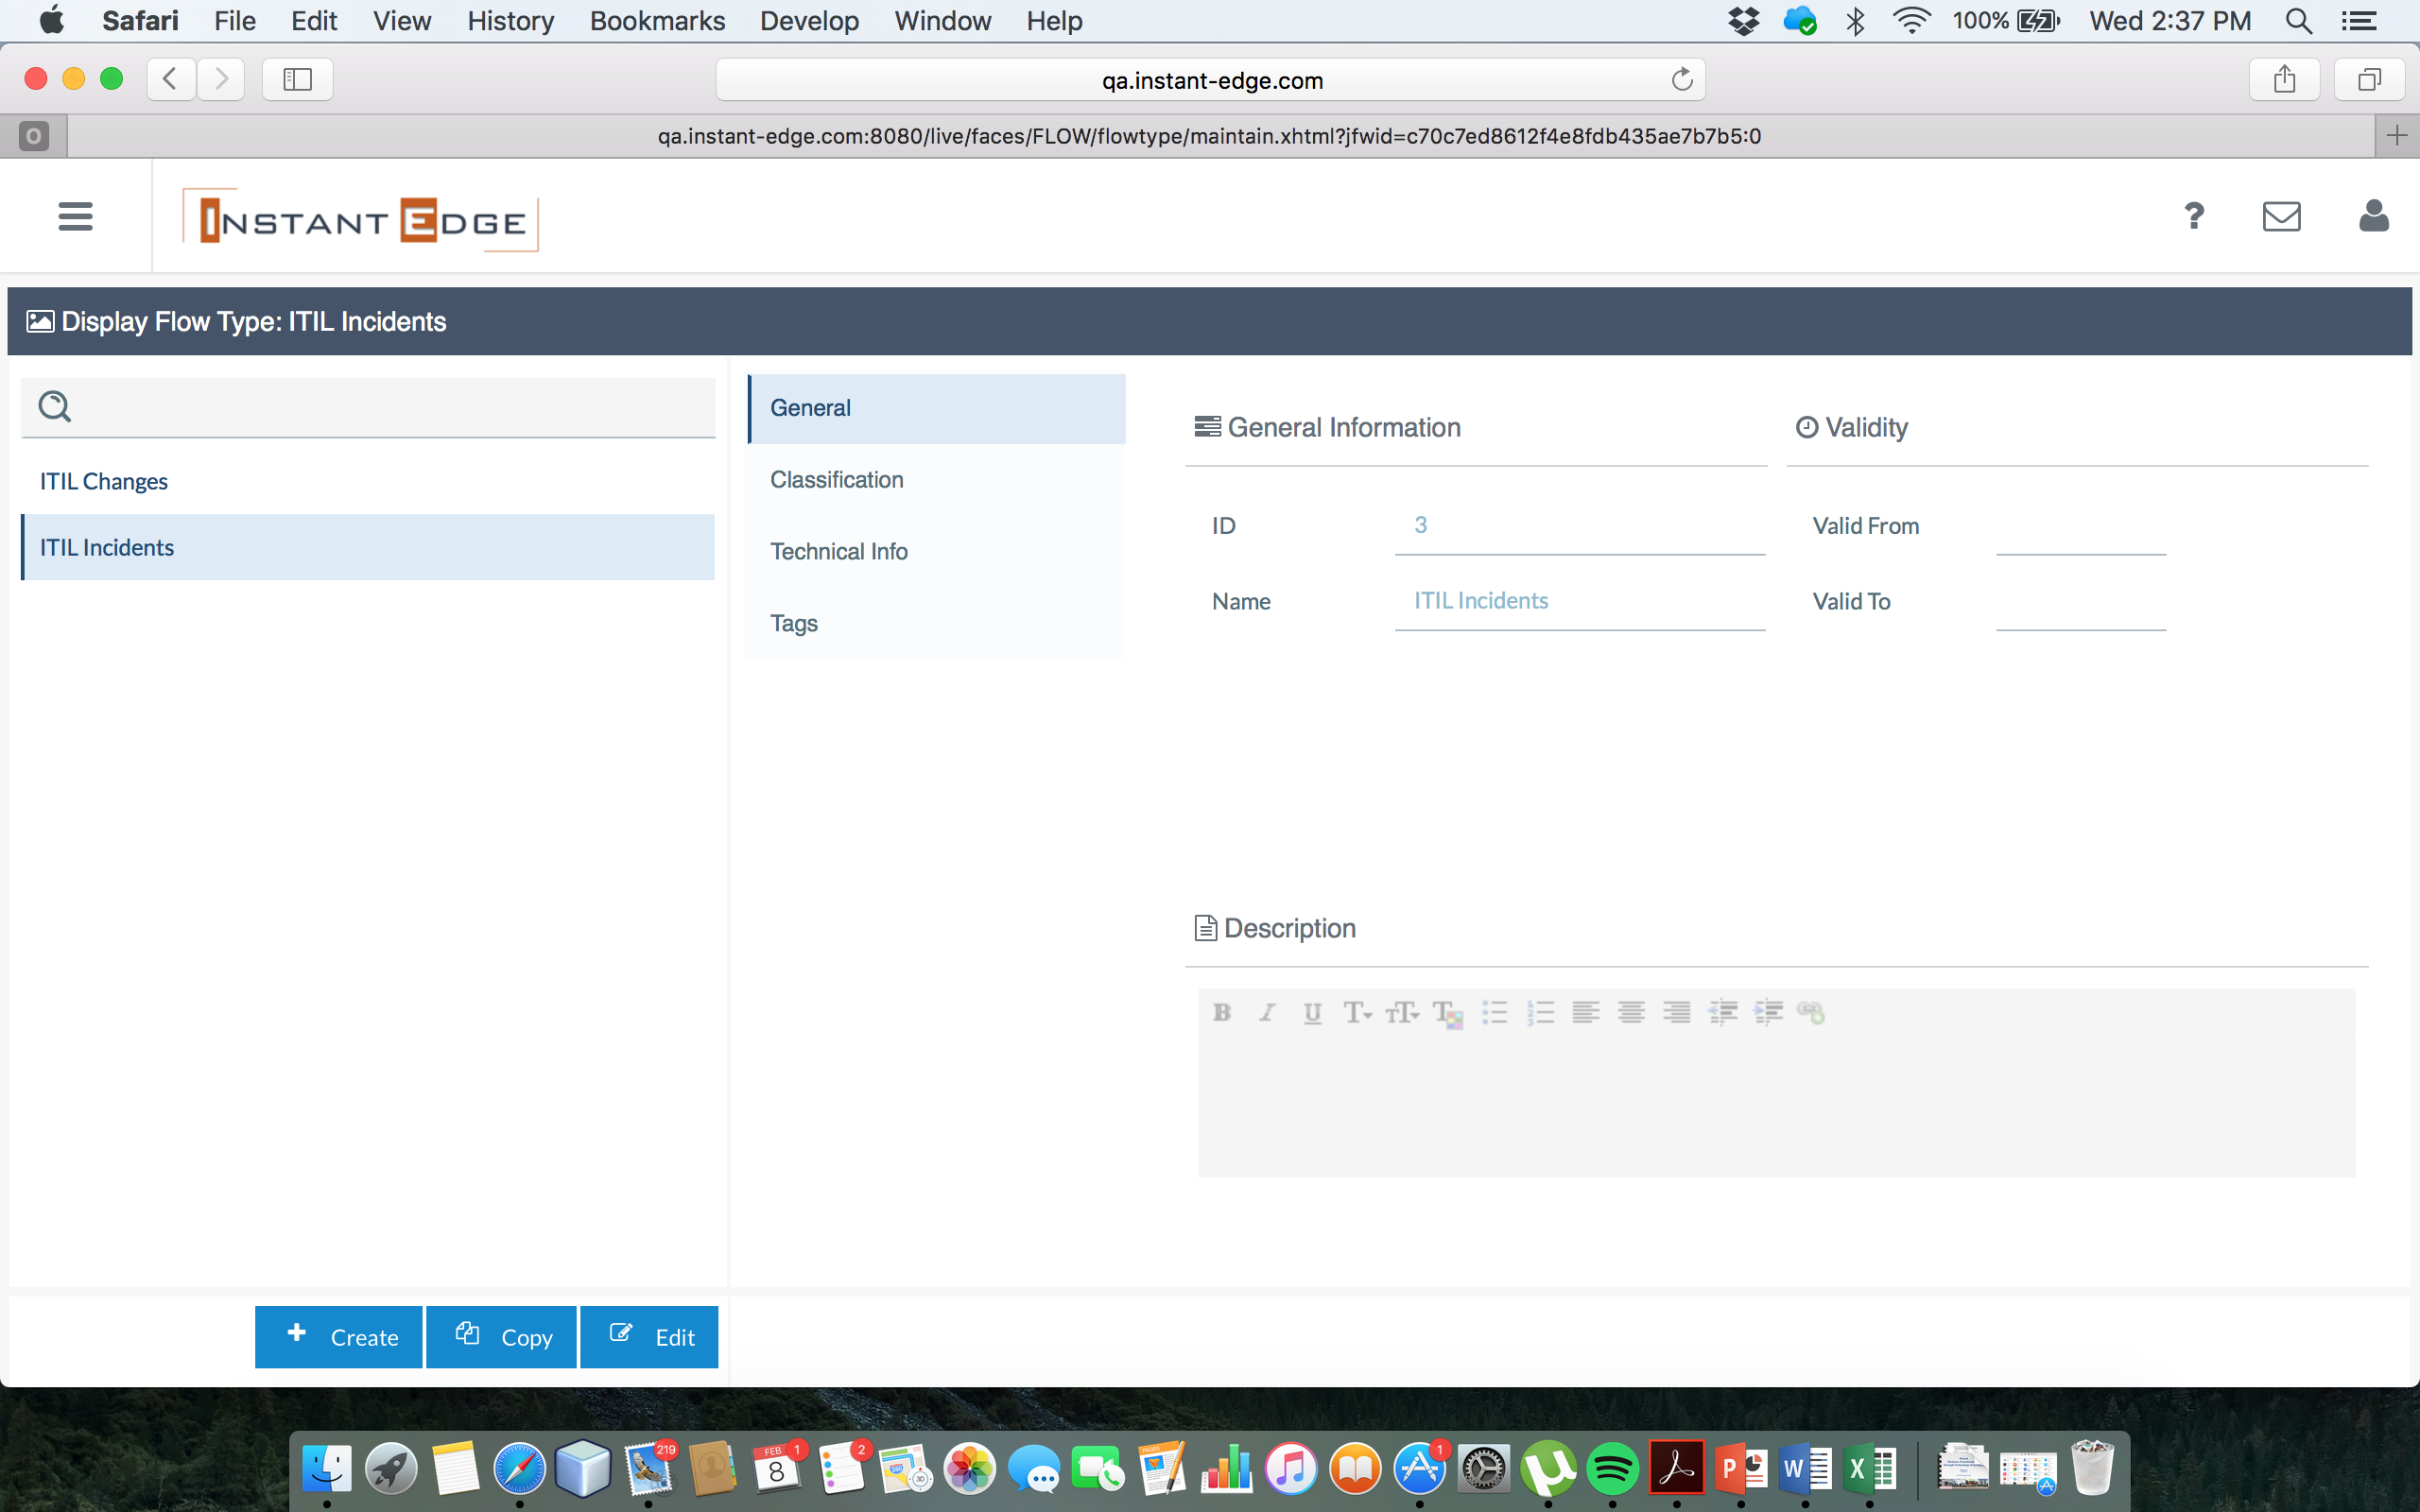 Safari File Edit View History Bookmarks Develop Window Help 100% Wed 2:37 PM
qa.instant-edge.com
O qa.instant-edge.com:8080/live/faces/FLOW/flowtype/maintain.xhtml?jfwid=c70c7ed8612f4e8fdb435ae7b7b5:0
INSTANT EDGE ?
Display Flow Type: ITIL Incidents
ITIL Changes
ITIL Incidents
General
Classification
Technical Info
Tags
General Information
ID 3
Name ITIL Incidents
Validity
Valid From
Valid To
Description
B I U T TT T
Create Copy Edit
219 FEB 8 1 2 3D PAGES 1 P W X